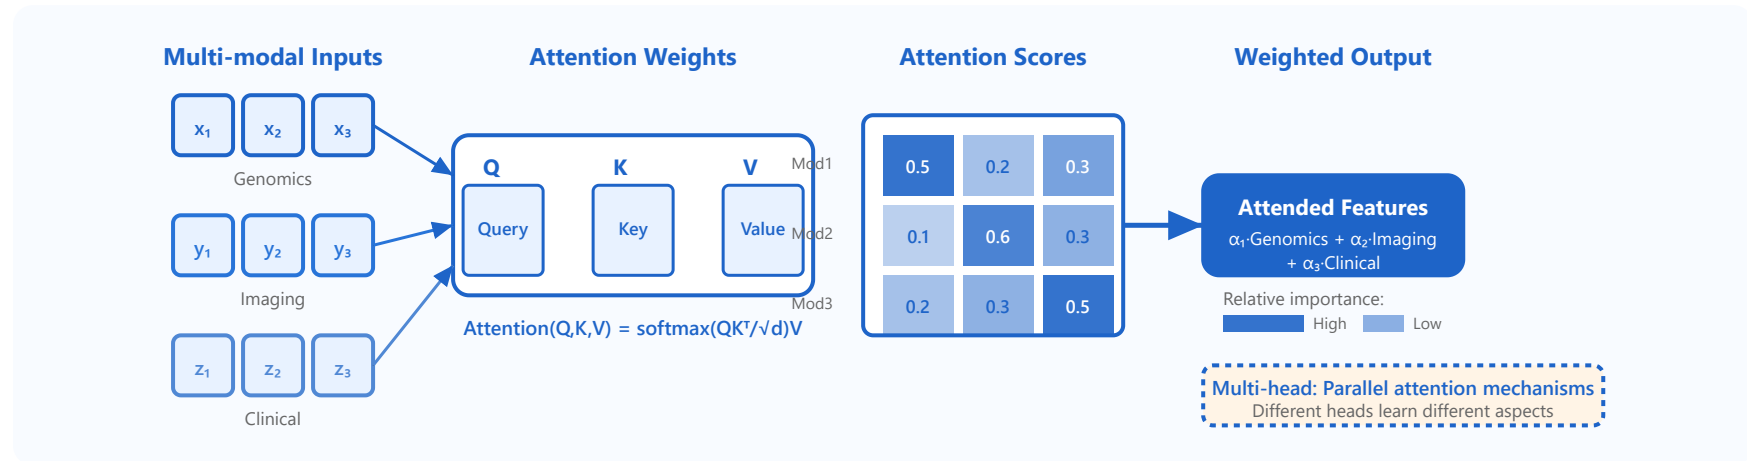 Multi-modal Inputs
x₁ x₂ x₃
Genomics
y₁ y₂ y₃
Imaging
z₁ z₂ z₃
Clinical
Attention Weights
Q K V
Query Key Value
Attention(Q,K,V) = softmax(QKᵀ/√d)V
Attention Scores
Mod1 0.5 0.2 0.3
Mod2 0.1 0.6 0.3
Mod3 0.2 0.3 0.5
Weighted Output
Attended Features
α₁·Genomics + α₂·Imaging
+ α₃·Clinical
Relative importance:
High Low
Multi-head: Parallel attention mechanisms
Different heads learn different aspects